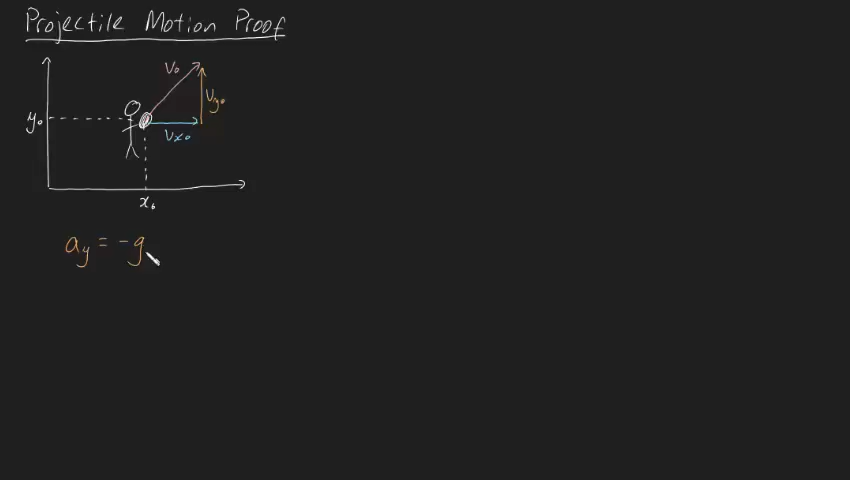 Projectile Motion Proof
V₀
Vy₀
y₀
Vx₀
x₀
ay = -g